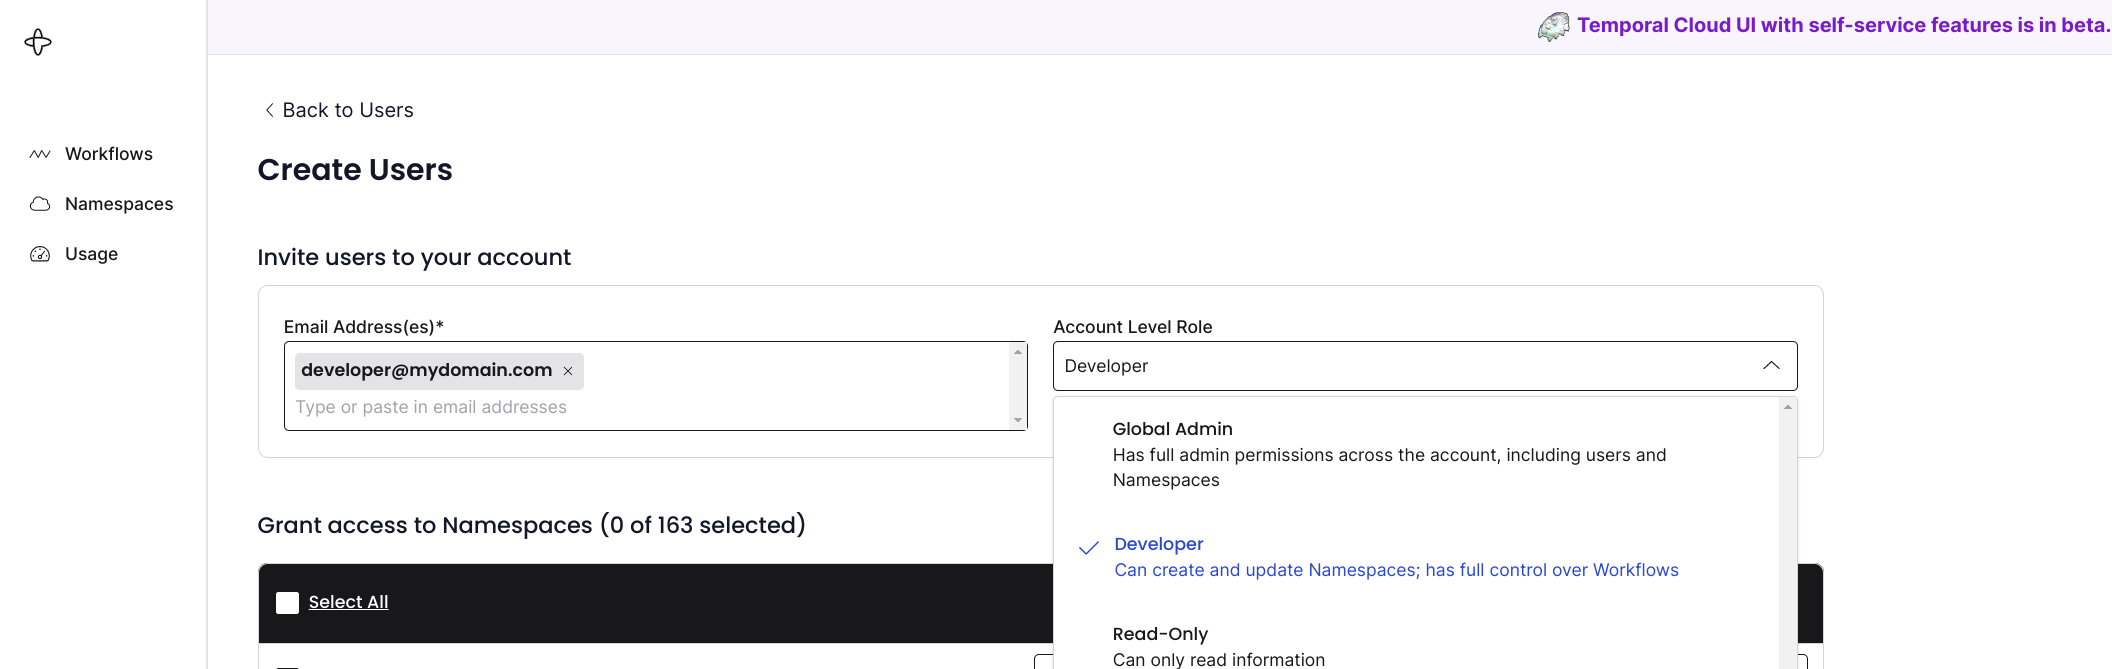 Temporal Cloud UI with self-service features is in beta.
Back to Users
Workflows
Create Users
Namespaces
Usage
Invite users to your account
Email Address(es)*
Account Level Role
developer@mydomain.com
Developer
Type or paste in email addresses
Global Admin
Has full admin permissions across the account, including users and
Namespaces
Grant access to Namespaces (0 of 163 selected)
Developer
Can create and update Namespaces; has full control over Workflows
Select All
Read-Only
Can only read information